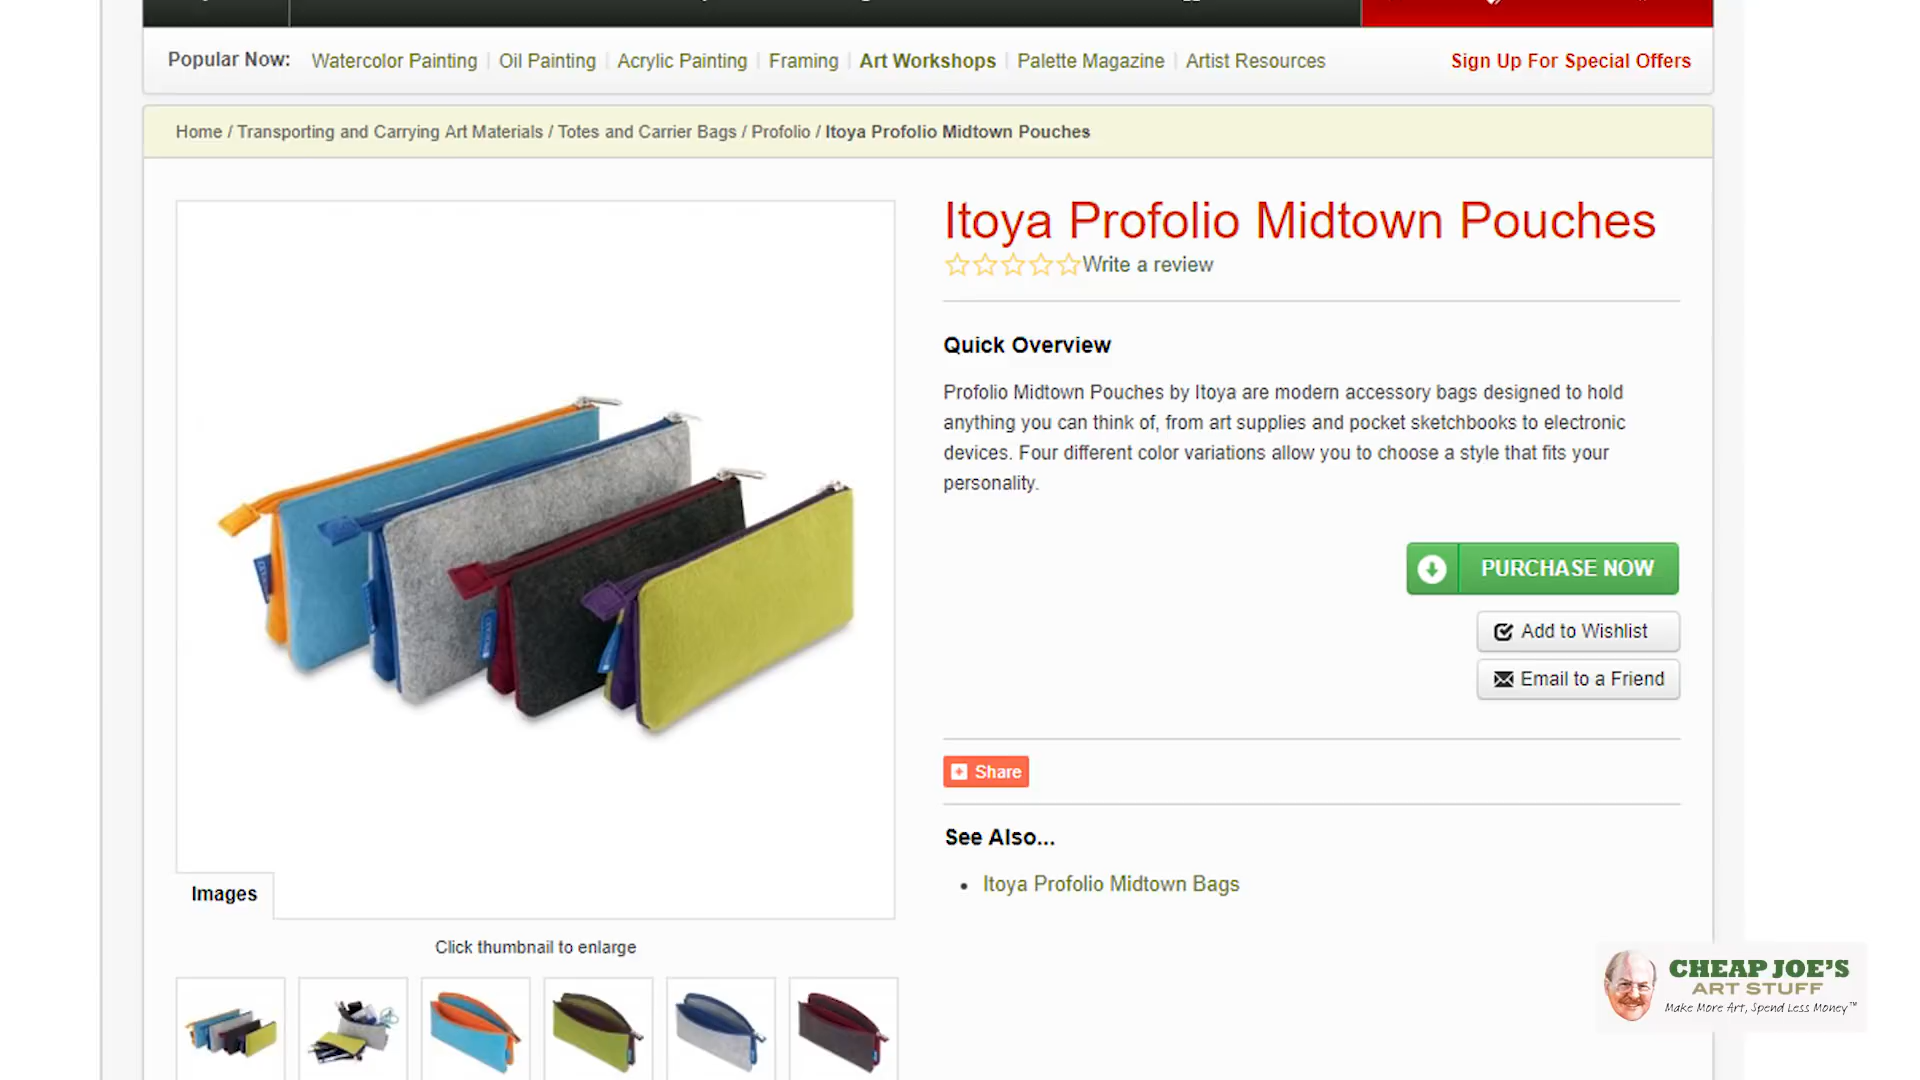 Popular Now: Watercolor Painting Oil Painting Acrylic Painting Framing Art Workshops Palette Magazine Artist Resources Sign Up For Special Offers
Home / Transporting and Carrying Art Materials / Totes and Carrier Bags / Profolio / Itoya Profolio Midtown Pouches
Itoya Profolio Midtown Pouches
Write a review
Quick Overview
Profolio Midtown Pouches by Itoya are modern accessory bags designed to hold
anything you can think of, from art supplies and pocket sketchbooks to electronic
devices. Four different color variations allow you to choose a style that fits your
personality.
PURCHASE NOW
Add to Wishlist
Email to a Friend
Share
See Also...
Itoya Profolio Midtown Bags
Images
Click thumbnail to enlarge
CHEAP JOE'S
ART STUFF
Make More Art, Spend Less Money™